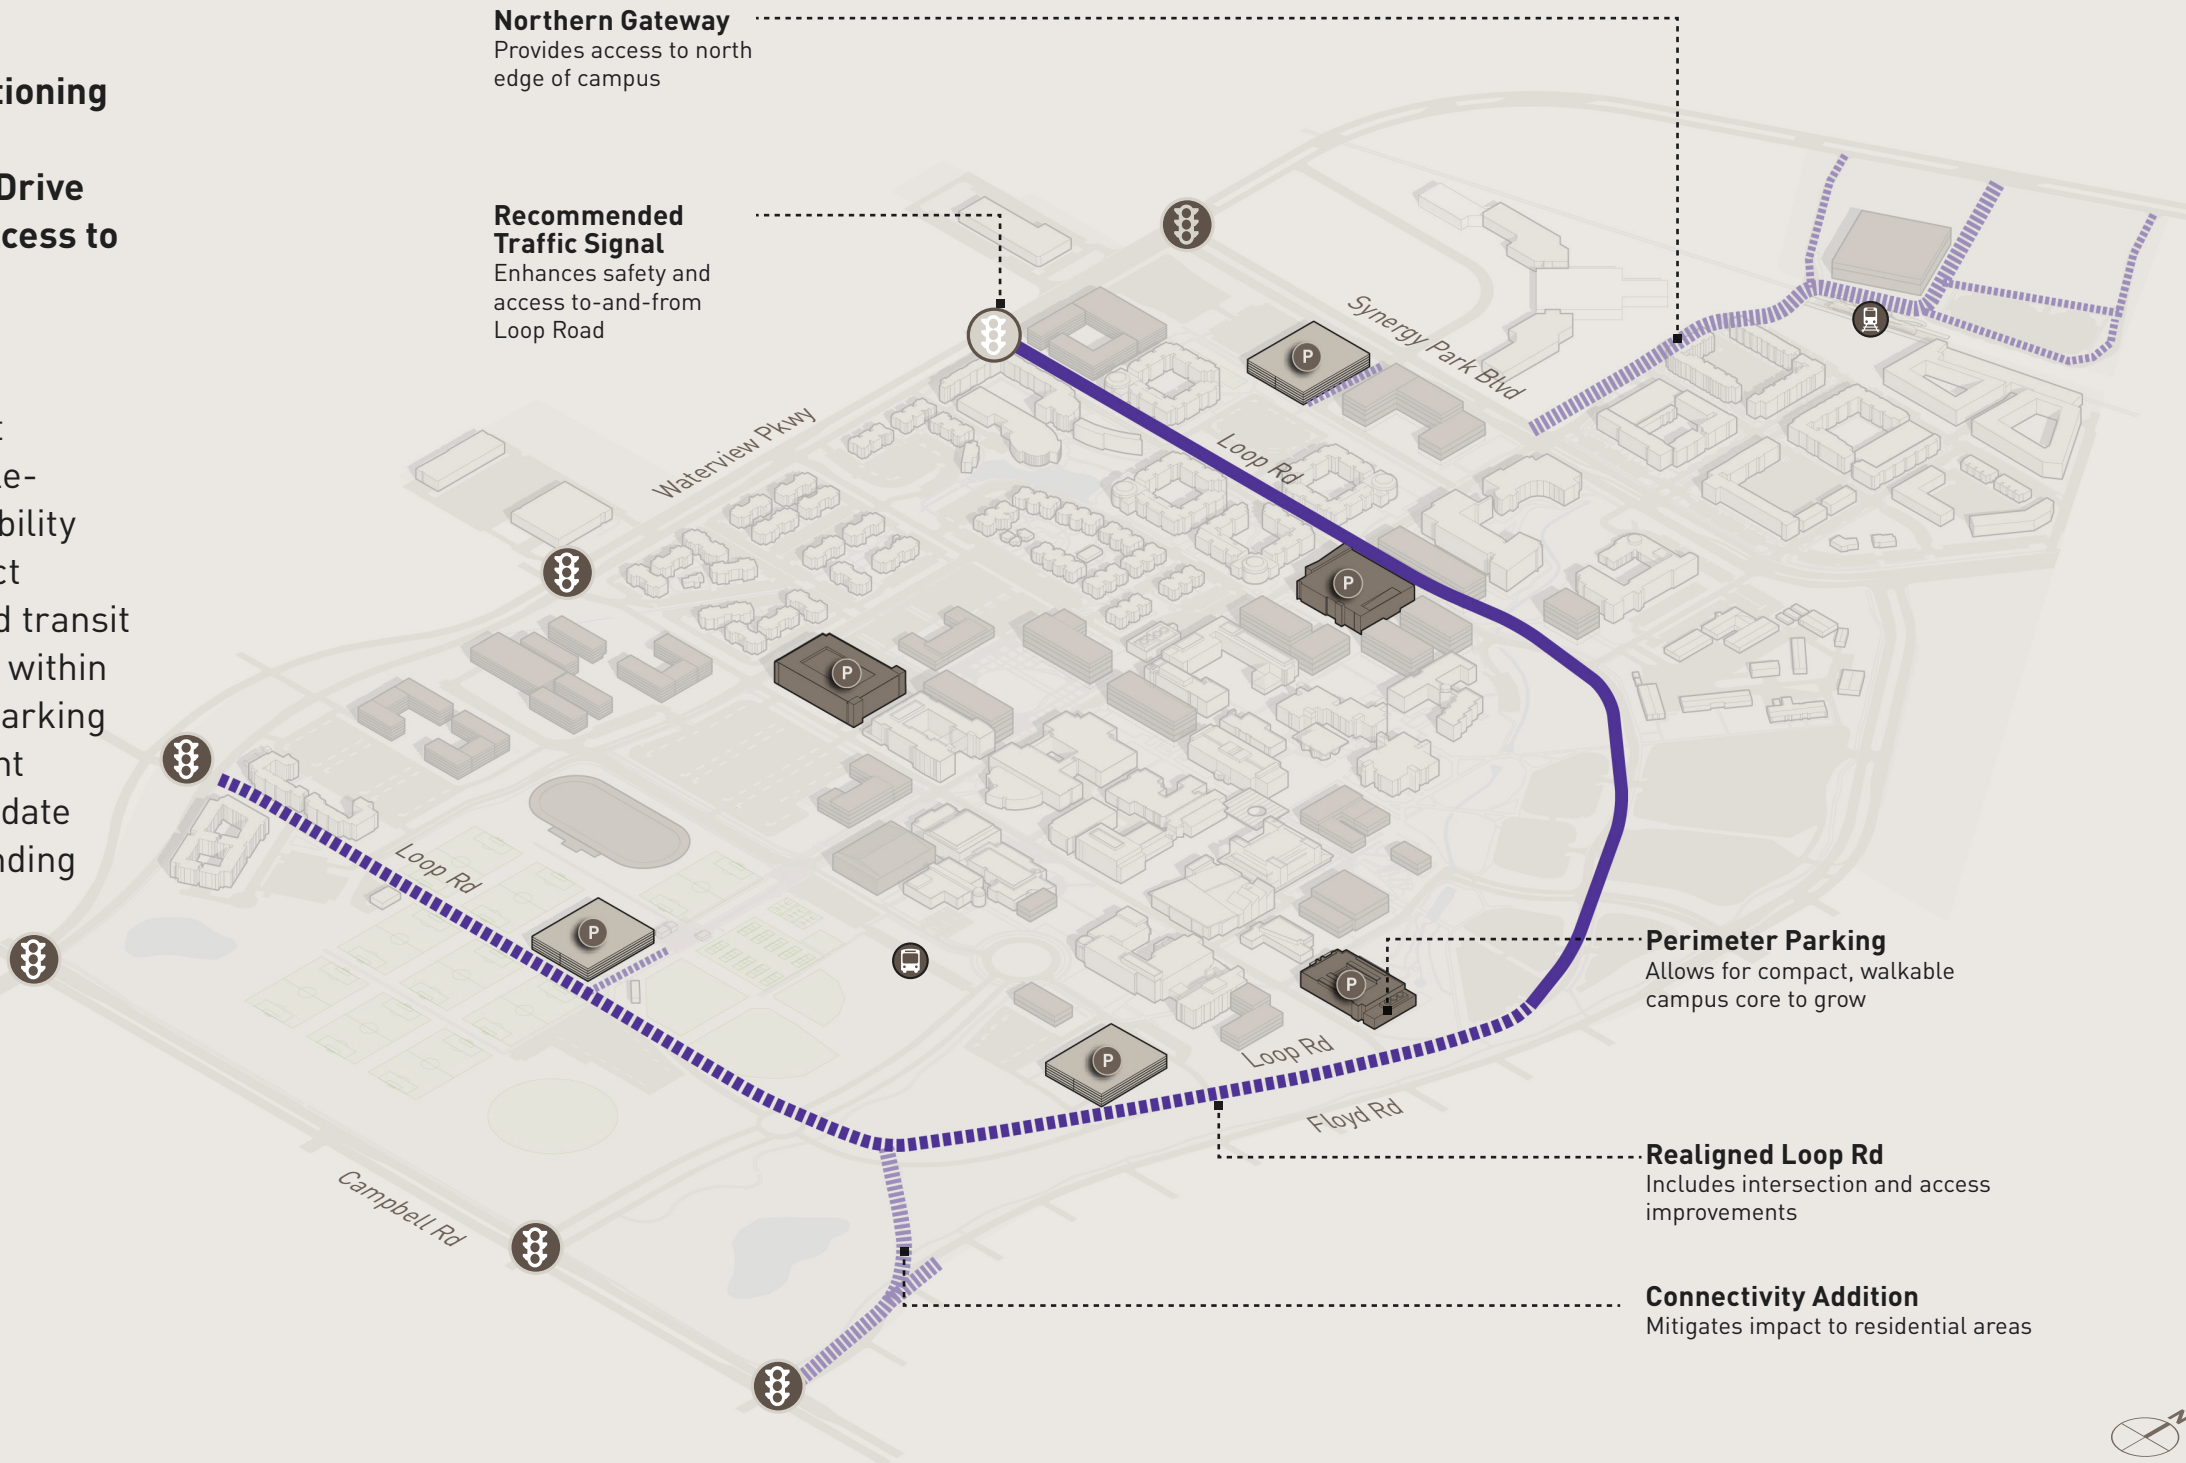 tioning
Drive
cess to
t
le-
bility
ct
d transit
within
arking
nt
date
nding
Northern Gateway
Provides access to north
edge of campus
Recommended
Traffic Signal
Enhances safety and
access to-and-from
Loop Road
Synergy Park Blvd
Waterview Pkwy
Loop Rd
P
P
P
Loop Rd
P
P
P
Perimeter Parking
Allows for compact, walkable
campus core to grow
Loop Rd
Floyd Rd
Realigned Loop Rd
Includes intersection and access
improvements
Campbell Rd
Connectivity Addition
Mitigates impact to residential areas
N